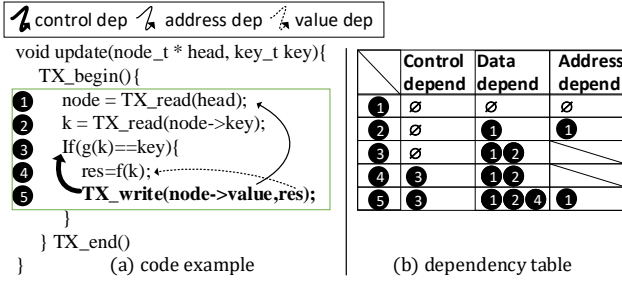 control dep address dep value dep
void update(node_t * head, key_t key){
TX_begin(){
1 node = TX_read(head);
2 k = TX_read(node->key);
3 If(g(k)==key){
4 res=f(k);
5 TX_write(node->value,res);
}
} TX_end()
}
(a) code example
Control depend Data depend Address depend
1 ø ø ø
2 ø 1 1
3 ø 1 2
4 3 1 2
5 3 1 2 4 1
(b) dependency table